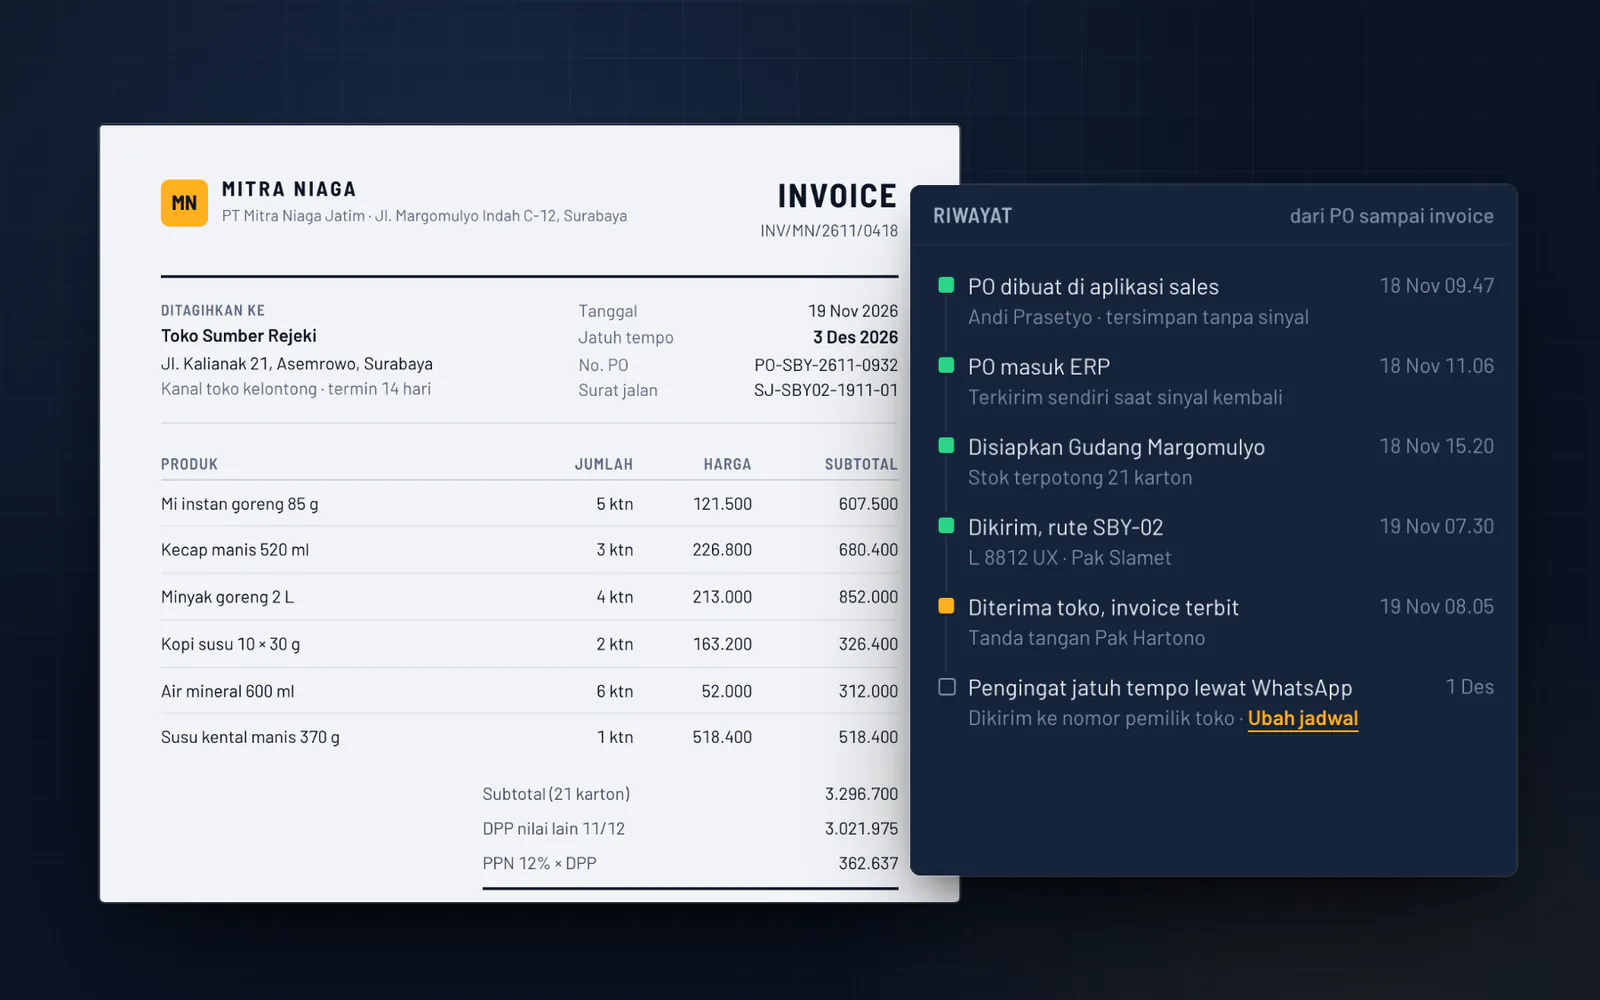 MN
MITRA NIAGA
PT Mitra Niaga Jatim · Jl. Margomulyo Indah C-12, Surabaya
INVOICE
INV/MN/2611/0418
DITAGIHKAN KE
Toko Sumber Rejeki
Jl. Kalianak 21, Asemrowo, Surabaya
Kanal toko kelontong · termin 14 hari
Tanggal 19 Nov 2026
Jatuh tempo 3 Des 2026
No. PO PO-SBY-2611-0932
Surat jalan SJ-SBY02-1911-01
PRODUK JUMLAH HARGA SUBTOTAL
Mi instan goreng 85 g 5 ktn 121.500 607.500
Kecap manis 520 ml 3 ktn 226.800 680.400
Minyak goreng 2 L 4 ktn 213.000 852.000
Kopi susu 10 × 30 g 2 ktn 163.200 326.400
Air mineral 600 ml 6 ktn 52.000 312.000
Susu kental manis 370 g 1 ktn 518.400 518.400
Subtotal (21 karton) 3.296.700
DPP nilai lain 11/12 3.021.975
PPN 12% × DPP 362.637
RIWAYAT dari PO sampai invoice
PO dibuat di aplikasi sales 18 Nov 09.47
Andi Prasetyo · tersimpan tanpa sinyal
PO masuk ERP 18 Nov 11.06
Terkirim sendiri saat sinyal kembali
Disiapkan Gudang Margomulyo 18 Nov 15.20
Stok terpotong 21 karton
Dikirim, rute SBY-02 19 Nov 07.30
L 8812 UX · Pak Slamet
Diterima toko, invoice terbit 19 Nov 08.05
Tanda tangan Pak Hartono
Pengingat jatuh tempo lewat WhatsApp 1 Des
Dikirim ke nomor pemilik toko · Ubah jadwal